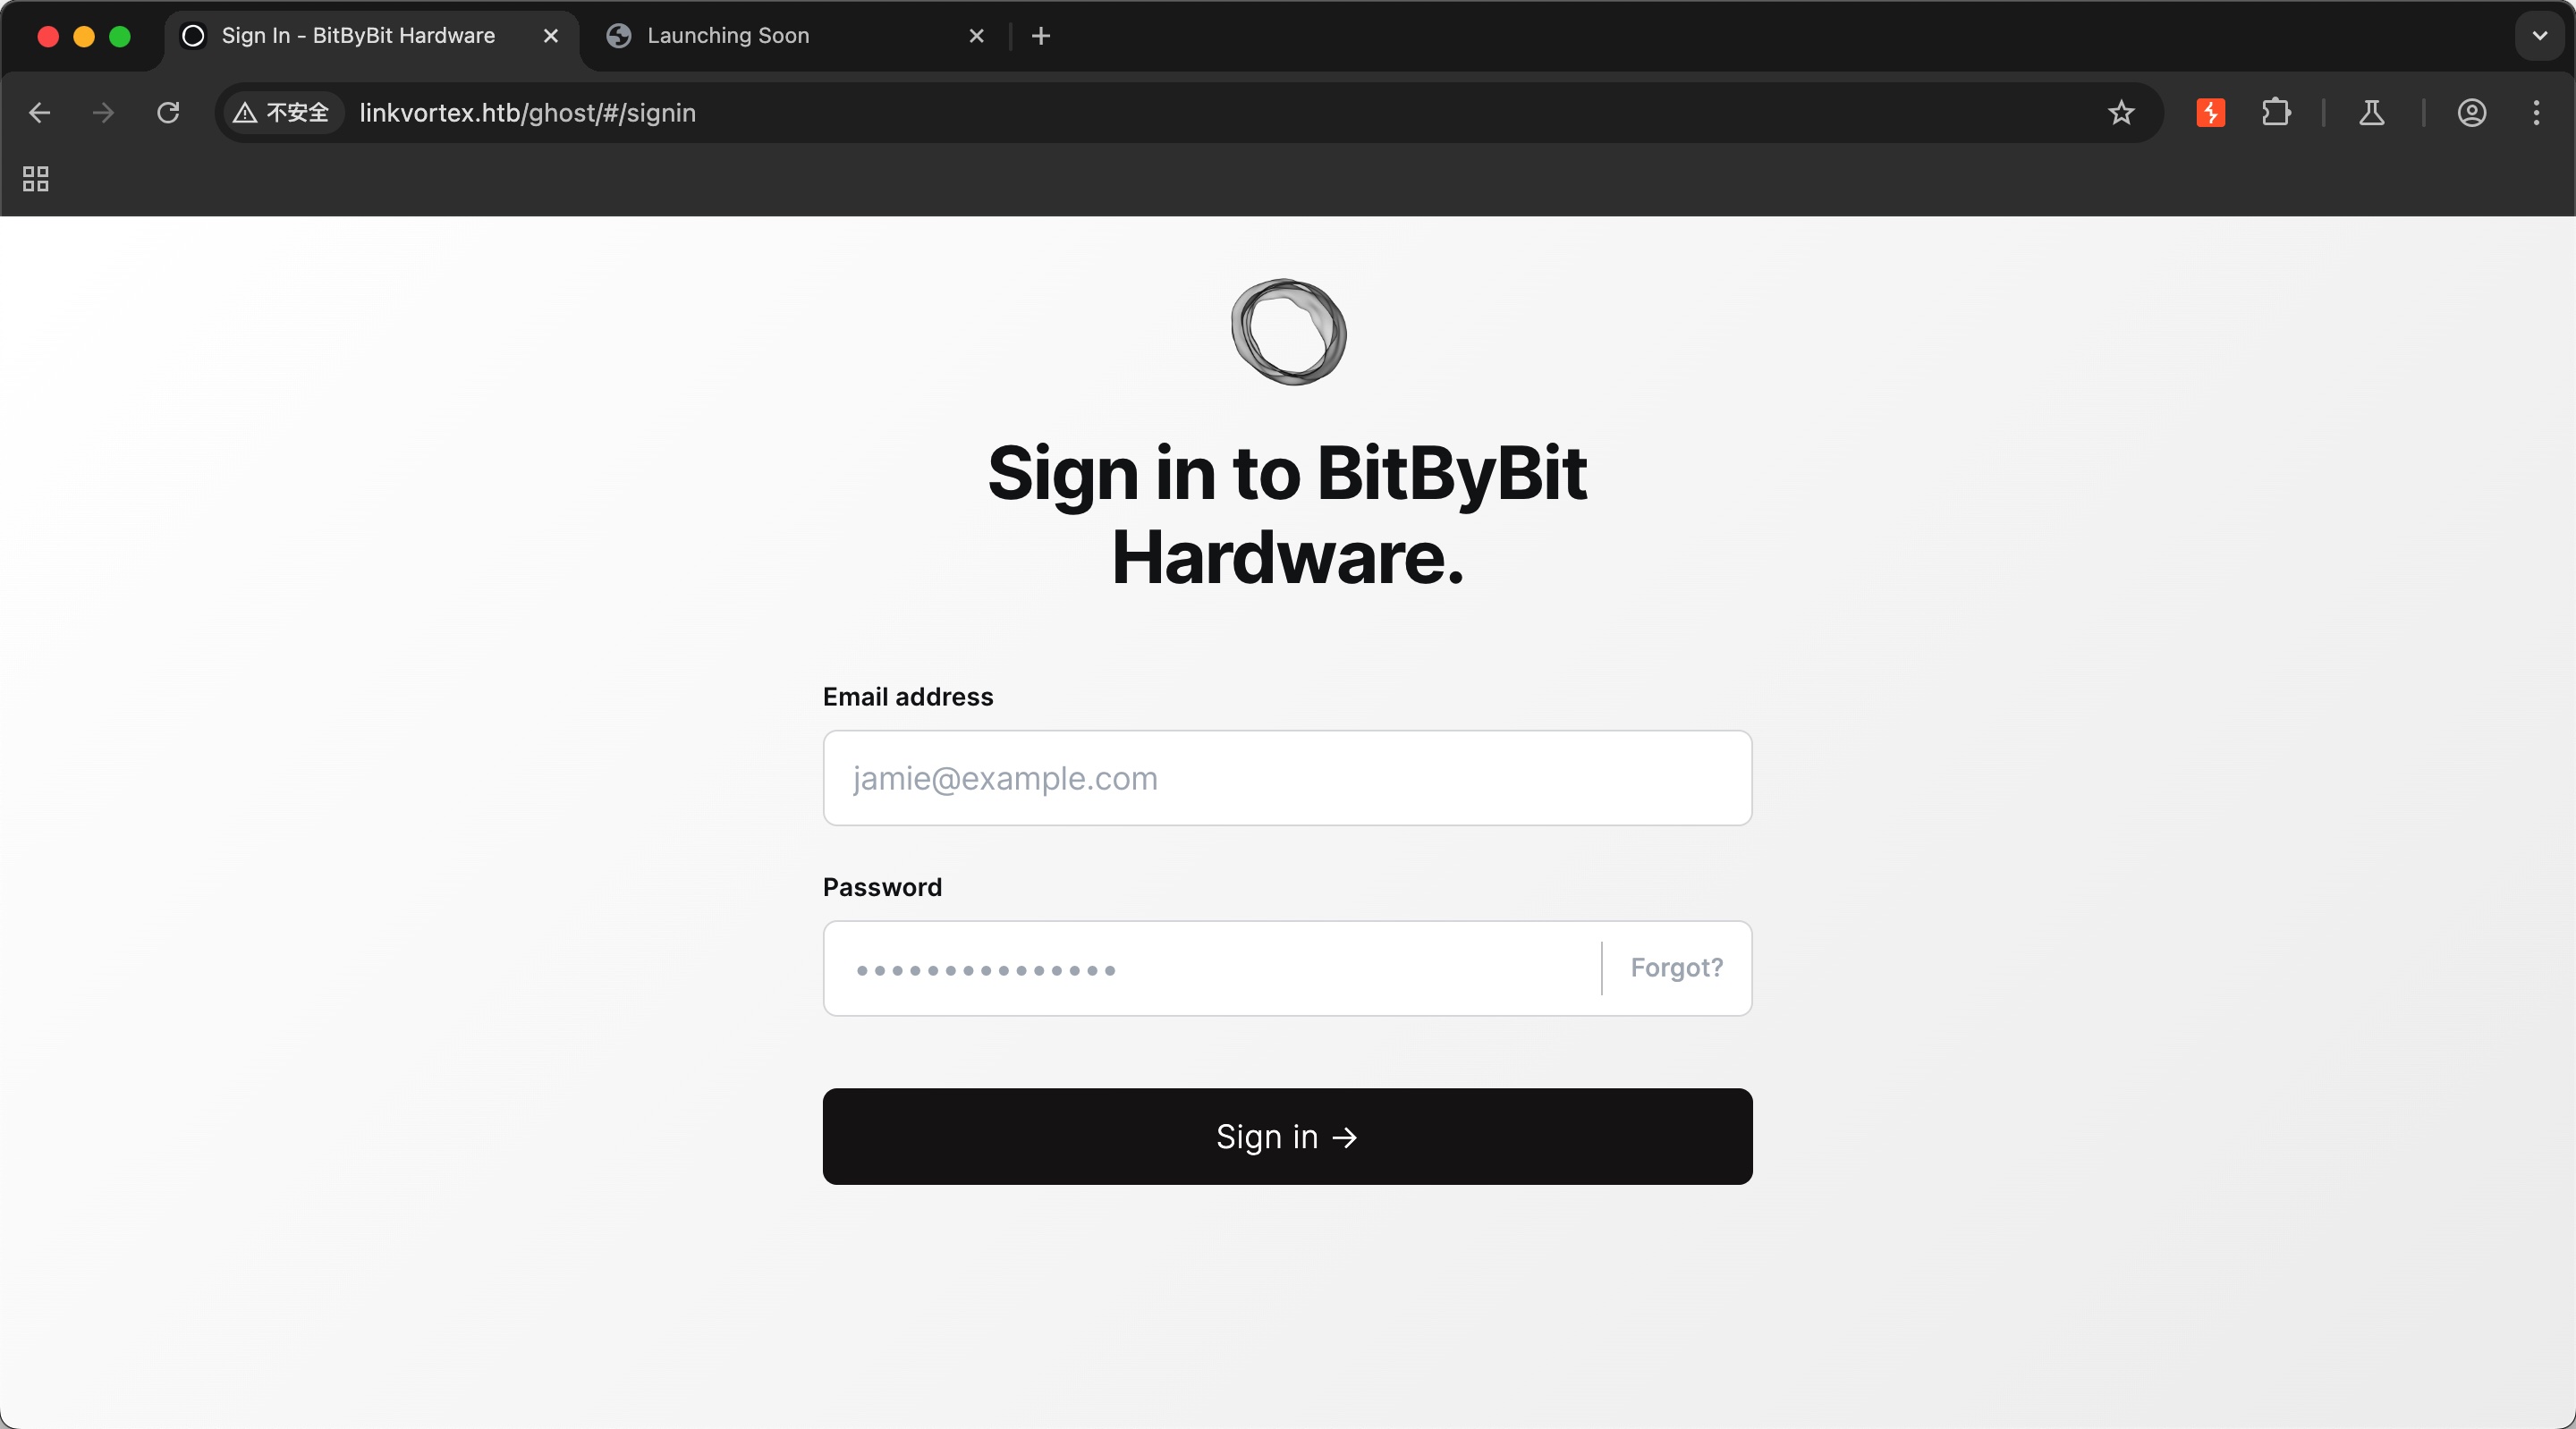 Sign In - BitByBit Hardware
Launching Soon
不安全
linkvortex.htb/ghost/#/signin
Sign in to BitByBit
Hardware.
Email address
jamie@example.com
Password
•••••••••••••••
Forgot?
Sign in →